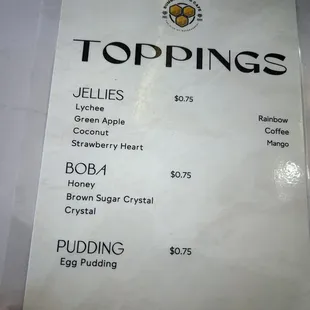 TOPPINGS
JELLIES $0.75
Lychee
Green Apple Rainbow
Coconut Coffee
Strawberry Heart Mango
BOBA $0.75
Honey
Brown Sugar Crystal
Crystal
PUDDING $0.75
Egg Pudding